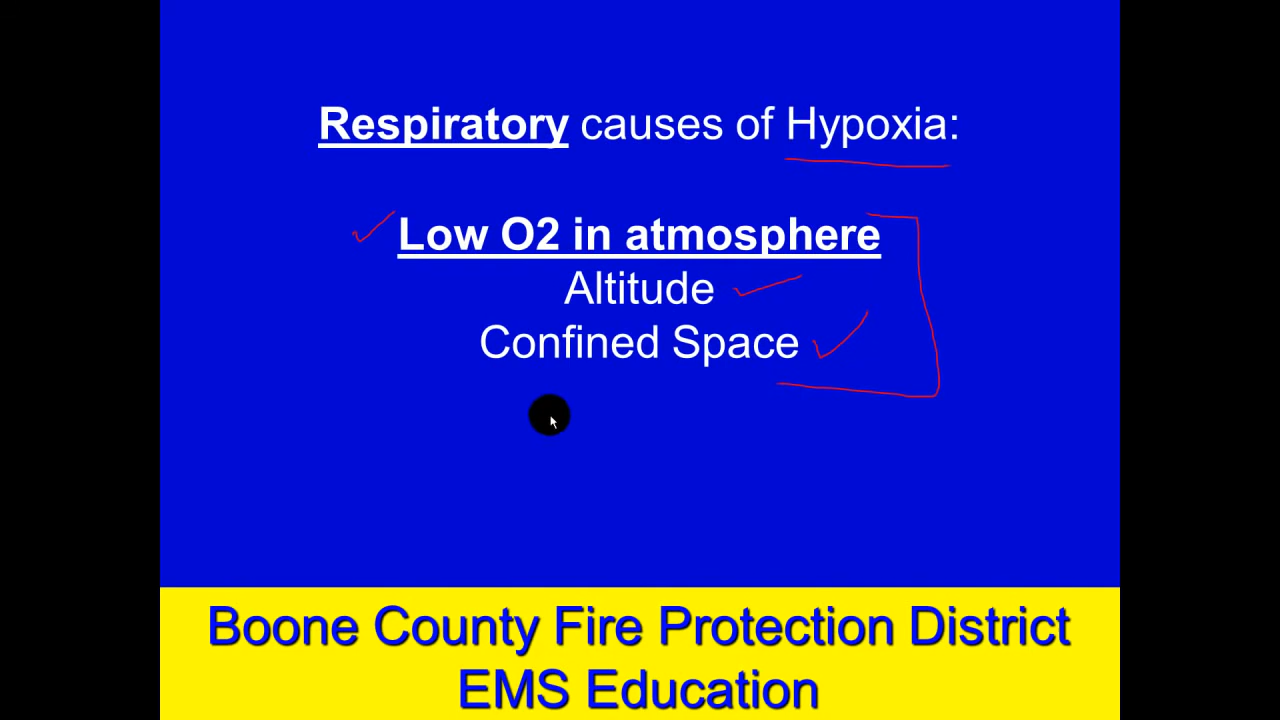 Respiratory causes of Hypoxia:
Low O2 in atmosphere
Altitude
Confined Space
Boone County Fire Protection District
EMS Education